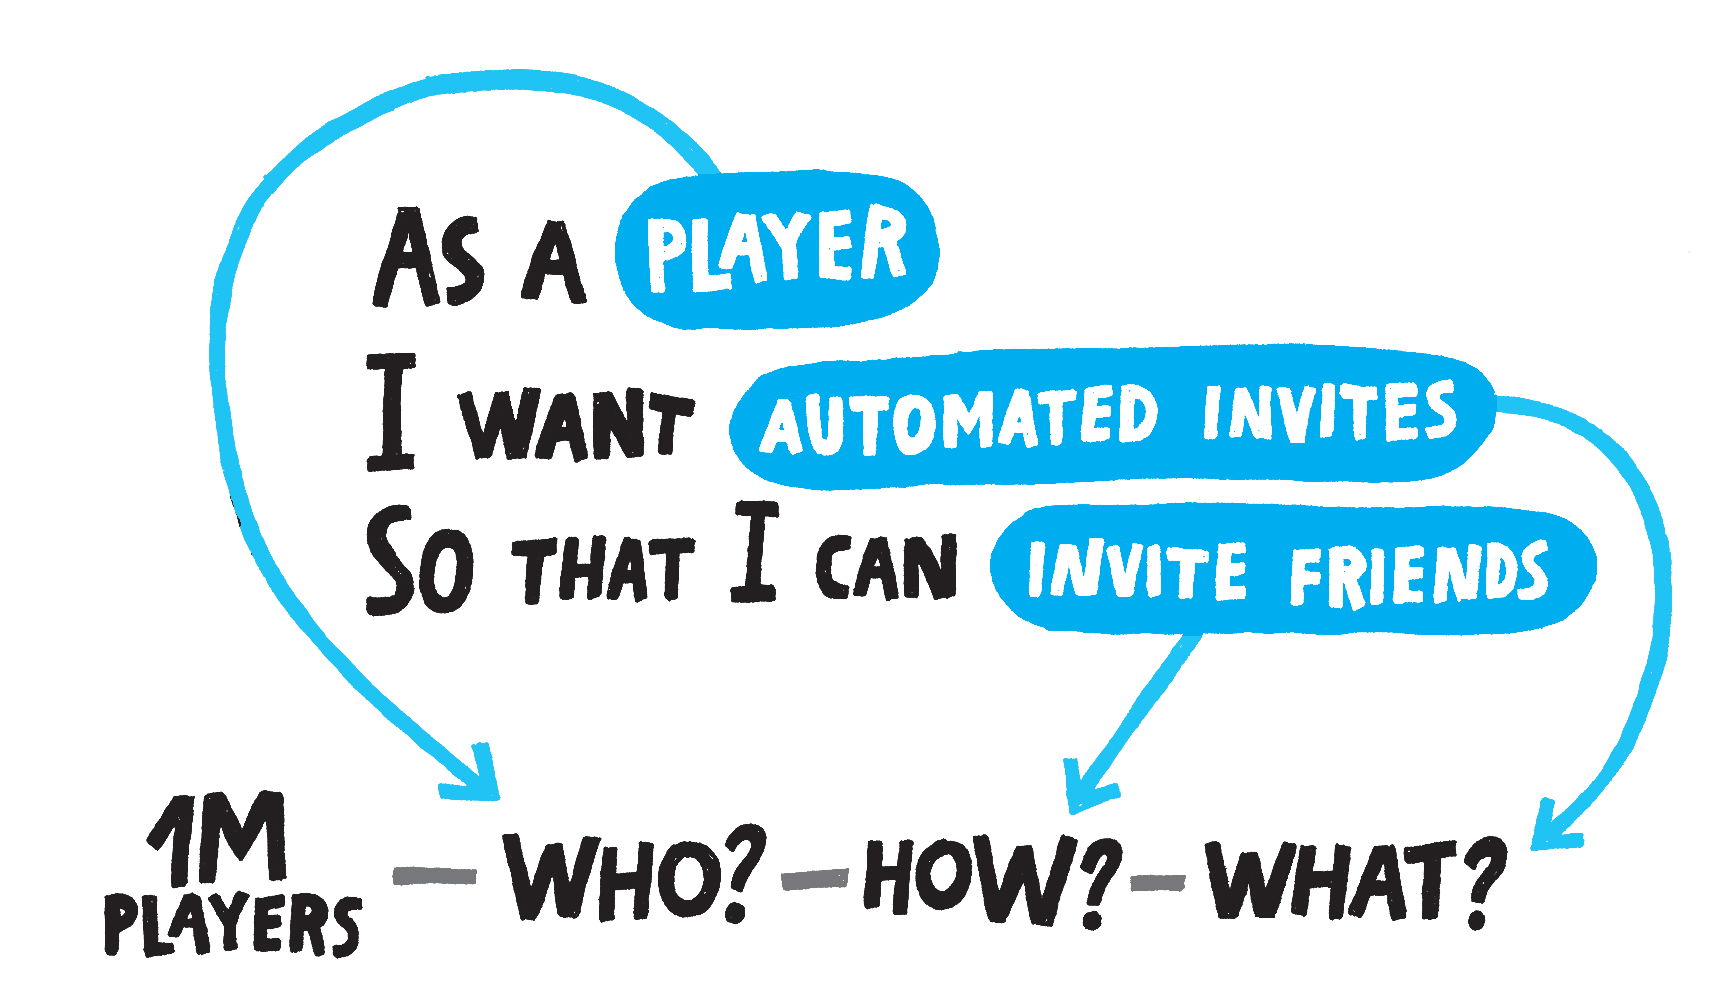 AS A PLAYER
I WANT AUTOMATED INVITES
SO THAT I CAN INVITE FRIENDS
1M
PLAYERS — WHO? — HOW? — WHAT?